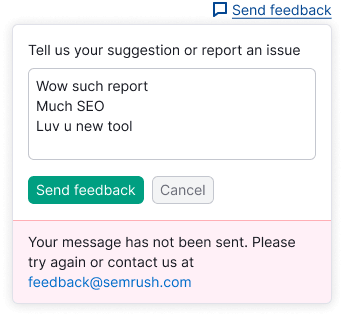 Send feedback
Tell us your suggestion or report an issue
Wow such report
Much SEO
Luv u new tool
Send feedback
Cancel
Your message has not been sent. Please
try again or contact us at
feedback@semrush.com